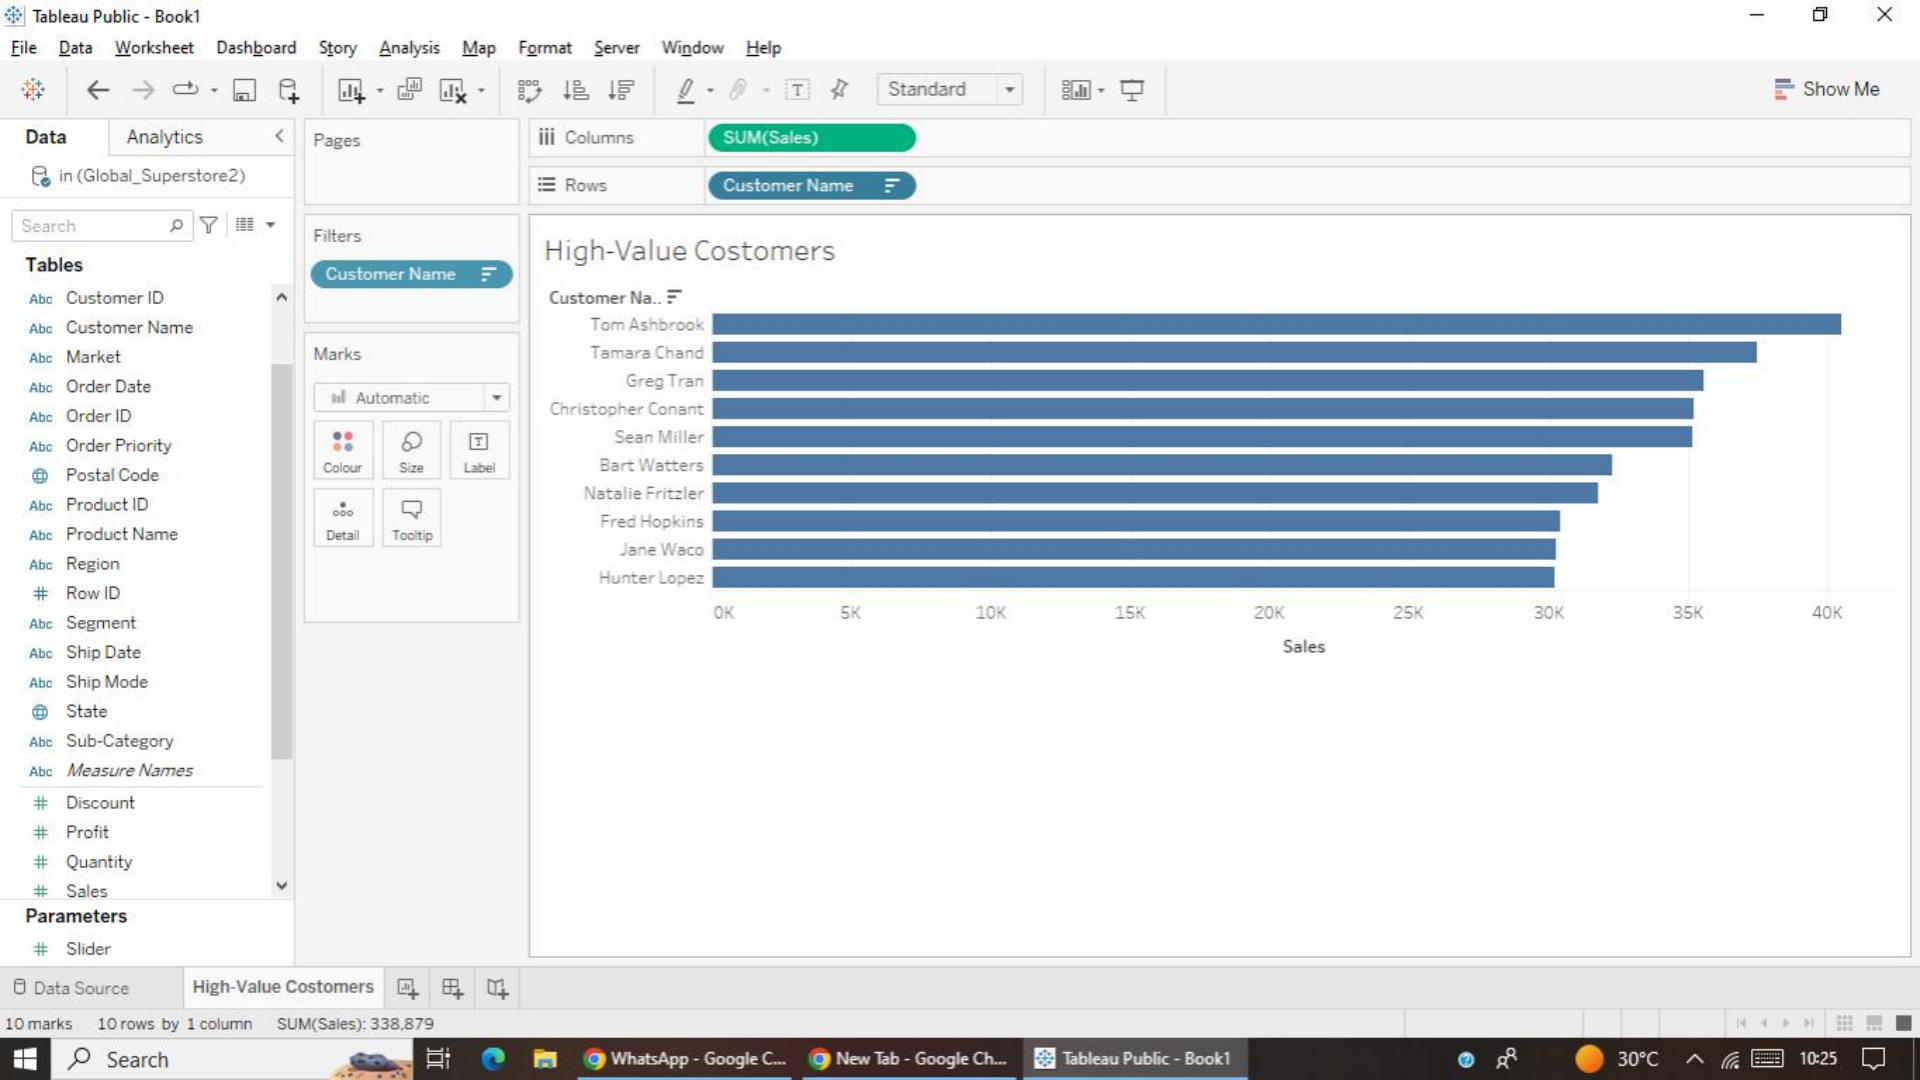 Tableau Public - Book1
File Data Worksheet Dashboard Story Analysis Map Format Server Window Help
Standard
Show Me
Data Analytics
in (Global_Superstore2)
Search
Tables
Abc Customer ID
Abc Customer Name
Abc Market
Abc Order Date
Abc Order ID
Abc Order Priority
Postal Code
Abc Product ID
Abc Product Name
Abc Region
# Row ID
Abc Segment
Abc Ship Date
Abc Ship Mode
State
Abc Sub-Category
Abc Measure Names
# Discount
# Profit
# Quantity
# Sales
Parameters
# Slider
Pages
Filters
Customer Name
Marks
Automatic
Colour Size Label
Detail Tooltip
Columns SUM(Sales)
Rows Customer Name
High-Value Costomers
Customer Na..
Tom Ashbrook
Tamara Chand
Greg Tran
Christopher Conant
Sean Miller
Bart Watters
Natalie Fritzler
Fred Hopkins
Jane Waco
Hunter Lopez
0K 5K 10K 15K 20K 25K 30K 35K 40K
Sales
Data Source High-Value Costomers
10 marks 10 rows by 1 column SUM(Sales): 338,879
Search WhatsApp - Google C... New Tab - Google Ch... Tableau Public - Book1 30°C 10:25